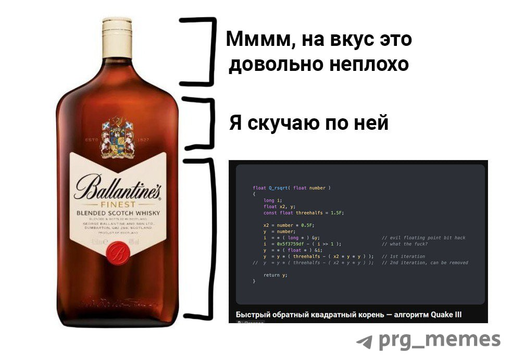 Мммм, на вкус это
довольно неплохо
Я скучаю по ней
Ballantine's
FINEST
BLENDED SCOTCH WHISKY
float Q_rsqrt( float number )
{
long i;
float x2, y;
const float threehalfs = 1.5F;
x2 = number * 0.5F;
y = number;
i = * ( long * ) &y; // evil floating point bit hack
i = 0x5f3759df - ( i >> 1 ); // what the fuck?
y = * ( float * ) &i;
y = y * ( threehalfs - ( x2 * y * y ) ); // 1st iteration
// y = y * ( threehalfs - ( x2 * y * y ) ); // 2nd iteration, can be removed
return y;
}
Быстрый обратный квадратный корень — алгоритм Quake III
prg_memes